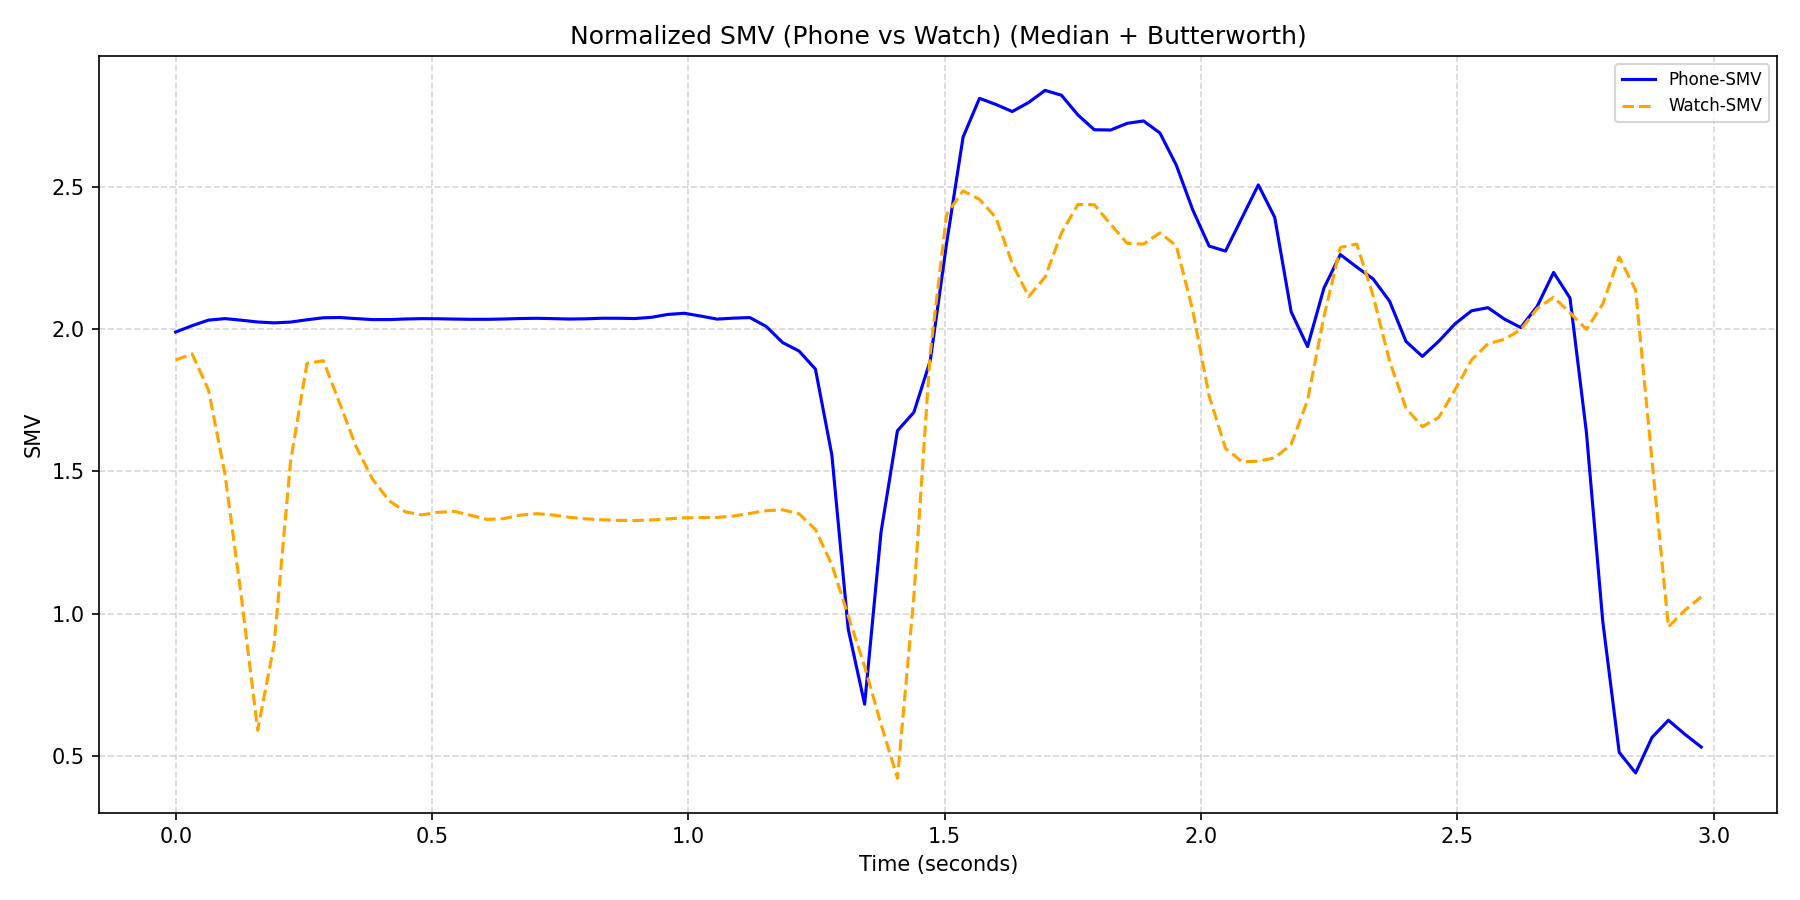 Normalized SMV (Phone vs Watch) (Median + Butterworth)
Phone-SMV
Watch-SMV
SMV
2.5
2.0
1.5
1.0
0.5
0.0 0.5 1.0 1.5 2.0 2.5 3.0
Time (seconds)